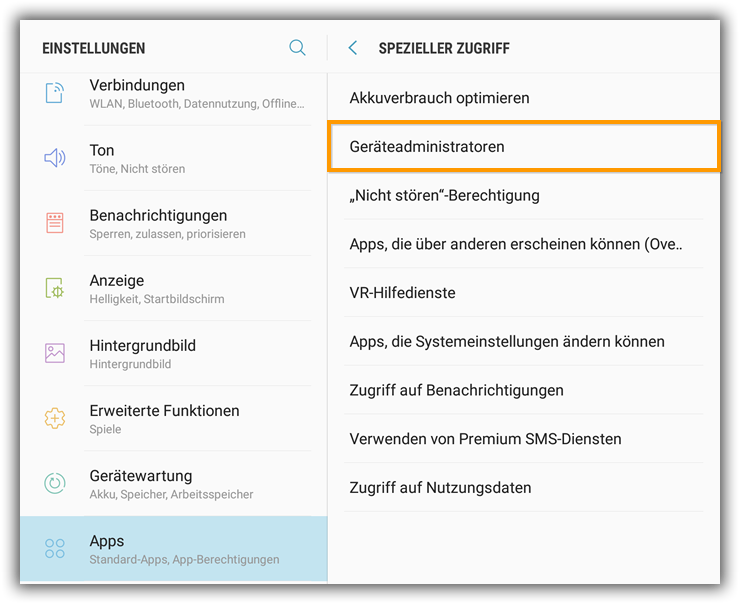 EINSTELLUNGEN
Verbindungen
WLAN, Bluetooth, Datennutzung, Offline...
Ton
Töne, Nicht stören
Benachrichtigungen
Sperren, zulassen, priorisieren
Anzeige
Helligkeit, Startbildschirm
Hintergrundbild
Hintergrundbild
Erweiterte Funktionen
Spiele
Gerätewartung
Akku, Speicher, Arbeitsspeicher
Apps
Standard-Apps, App-Berechtigungen
SPEZIELLER ZUGRIFF
Akkuverbrauch optimieren
Geräteadministratoren
„Nicht stören“-Berechtigung
Apps, die über anderen erscheinen können (Ove..
VR-Hilfedienste
Apps, die Systemeinstellungen ändern können
Zugriff auf Benachrichtigungen
Verwenden von Premium SMS-Diensten
Zugriff auf Nutzungsdaten